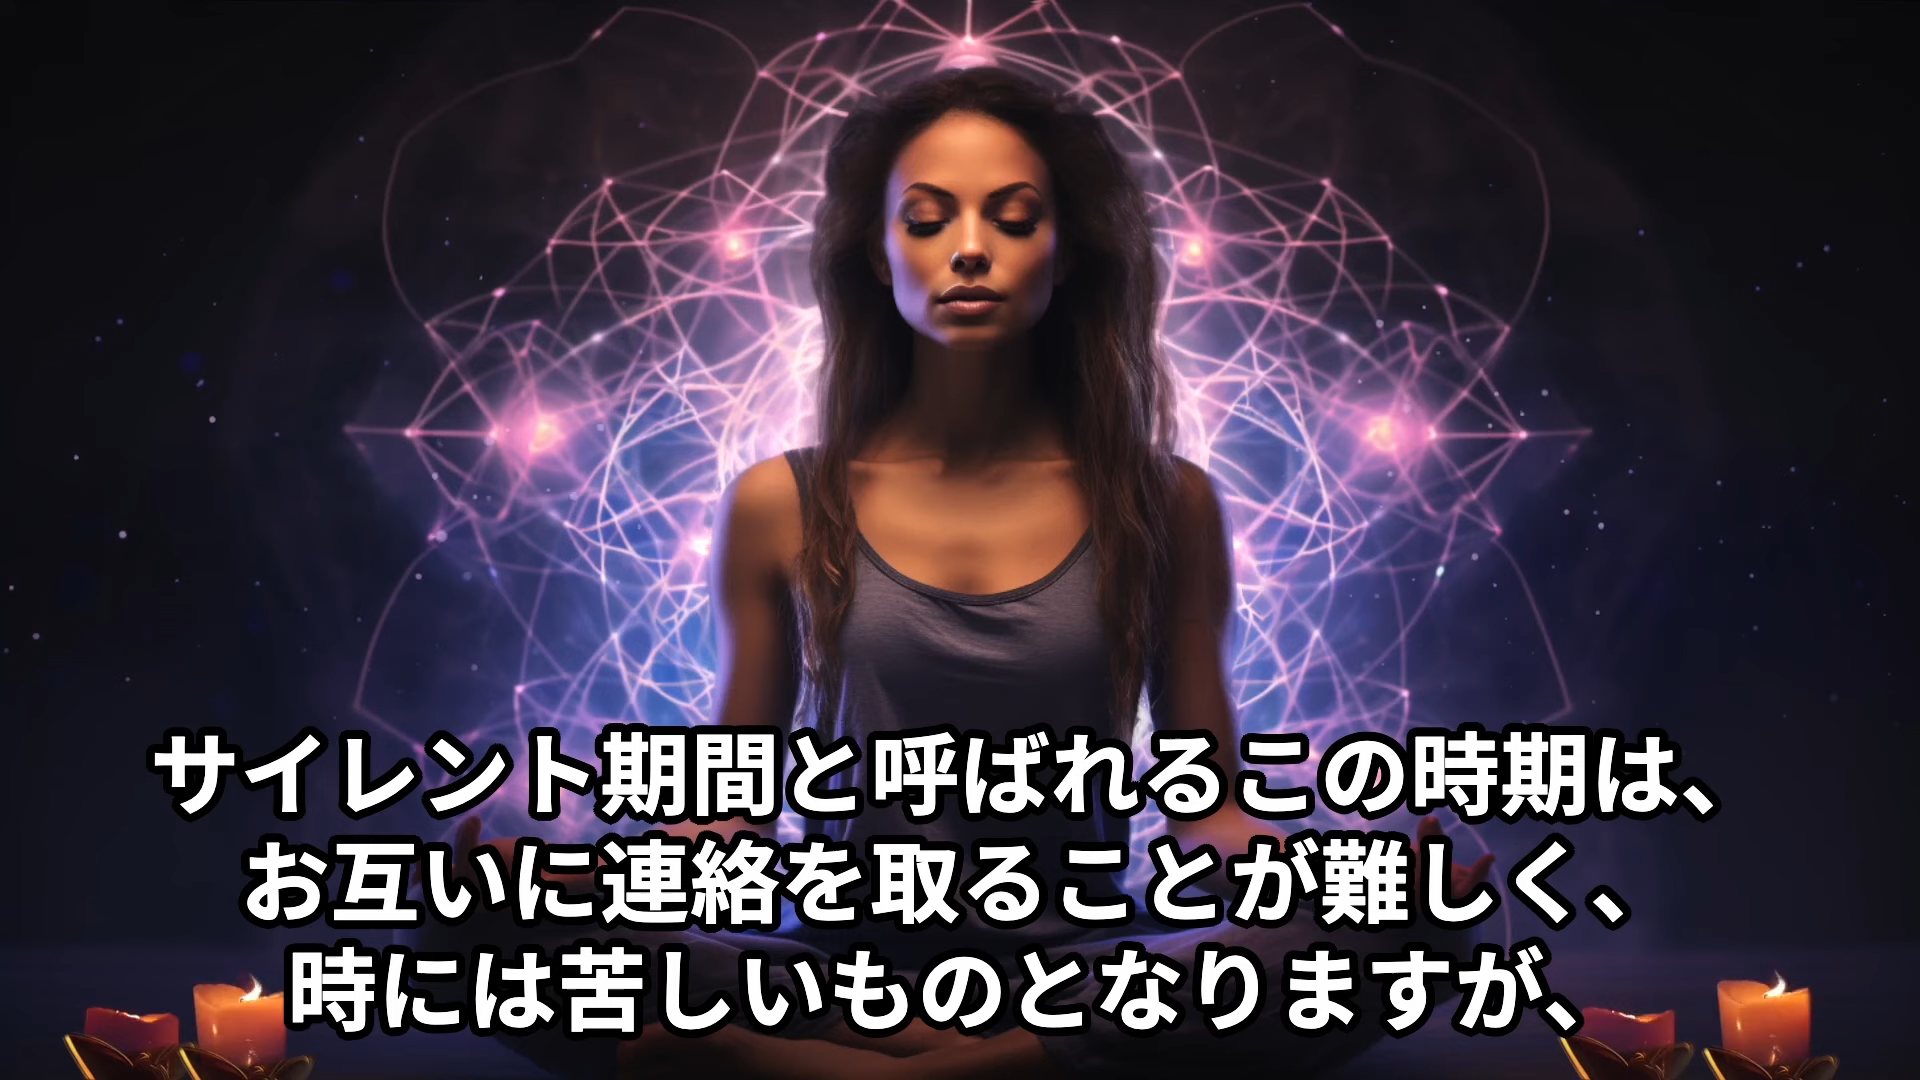 サイレント期間と呼ばれるこの時期は、
お互いに連絡を取ることが難しく、
時には苦しいものとなりますが、